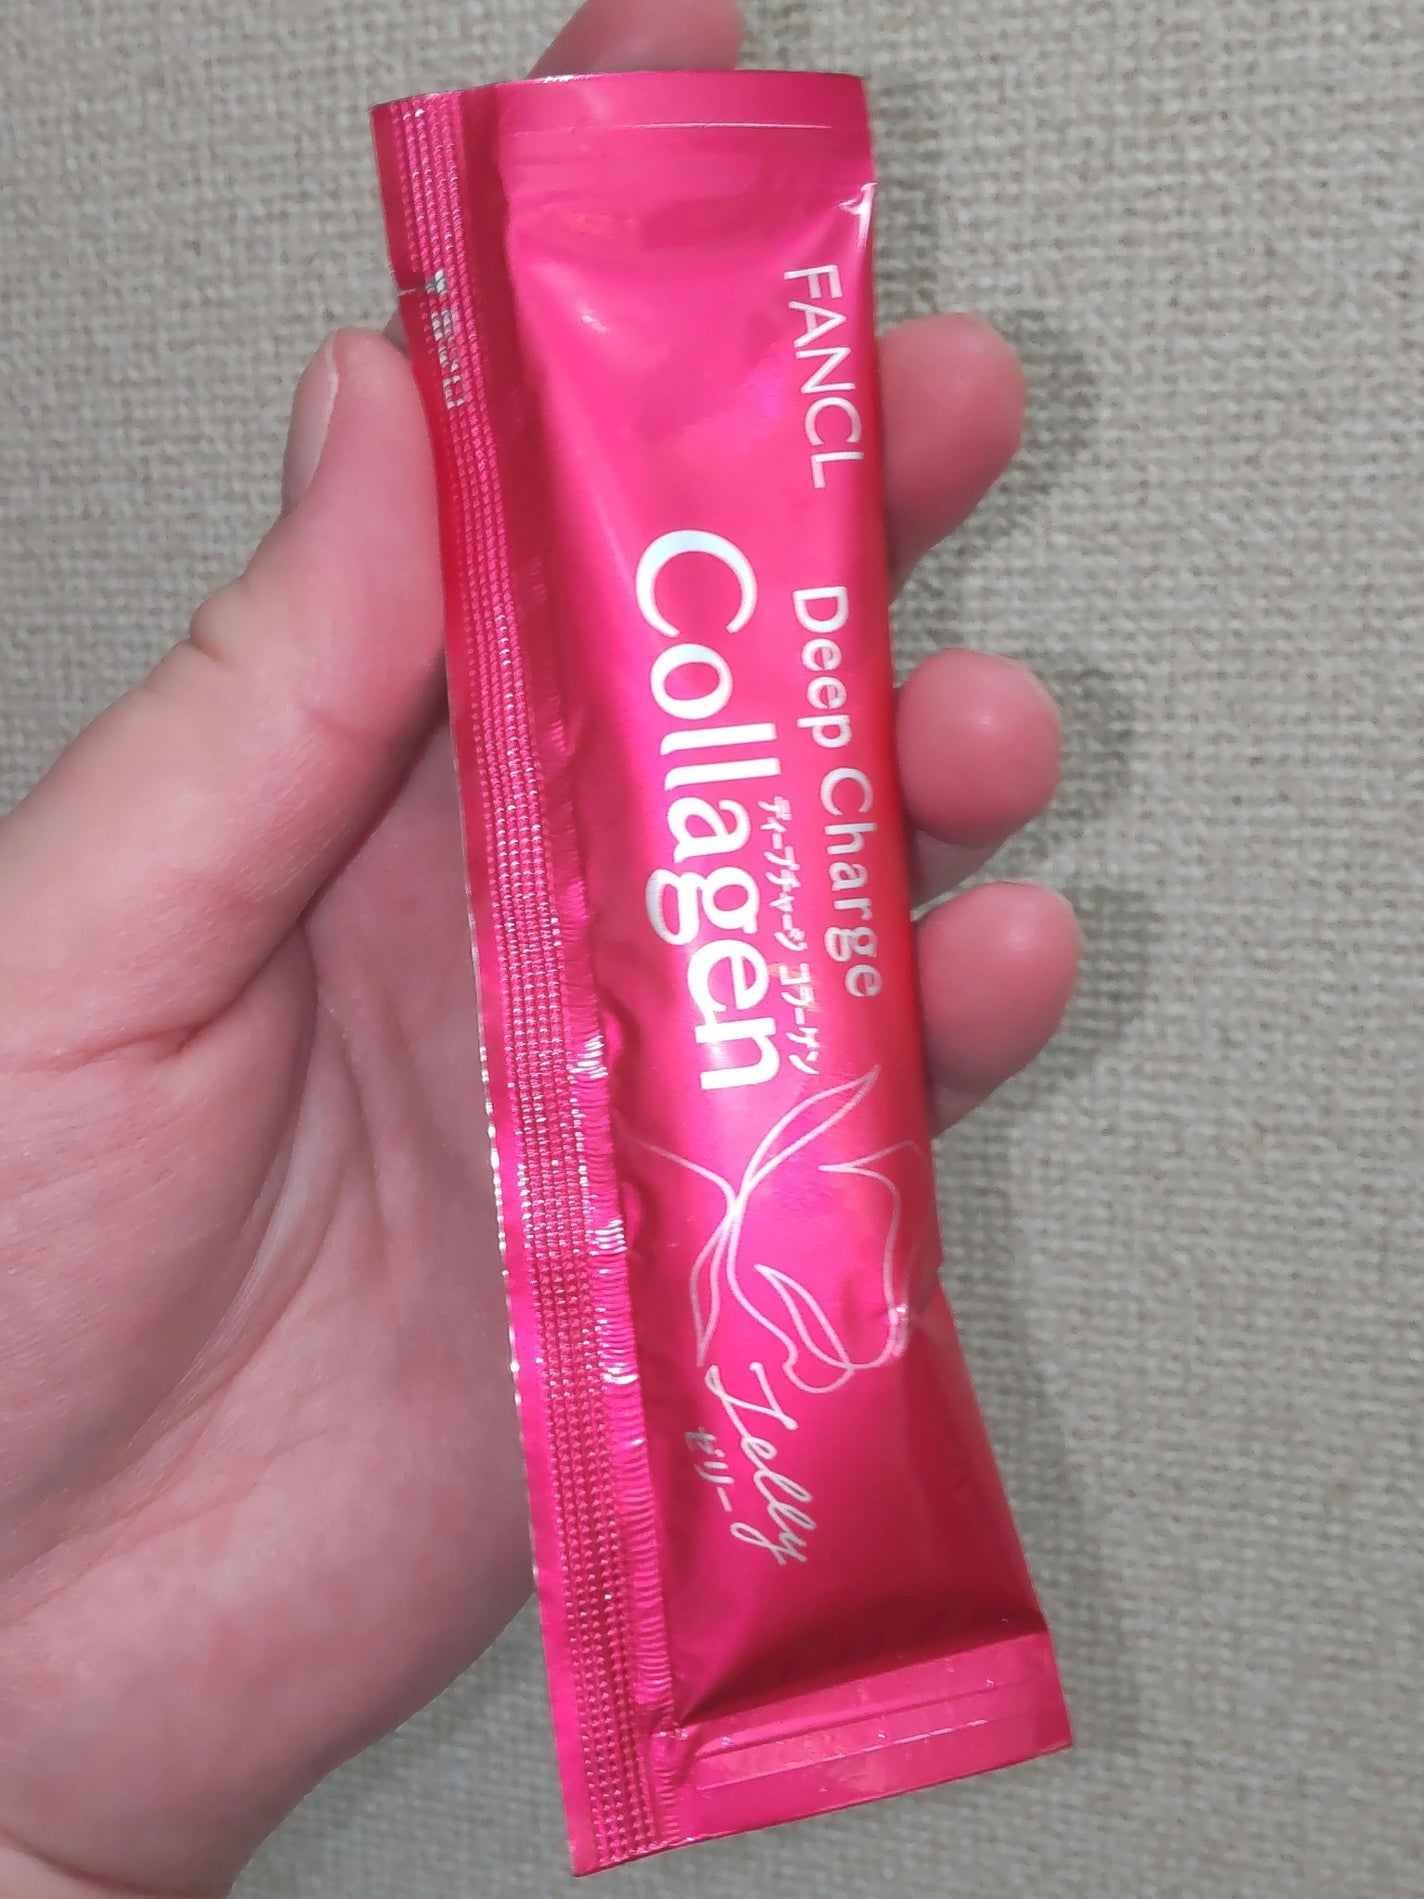 FANCL
Deep Charge
ディープチャージ コラーゲン
Collagen
Jelly
ゼリー